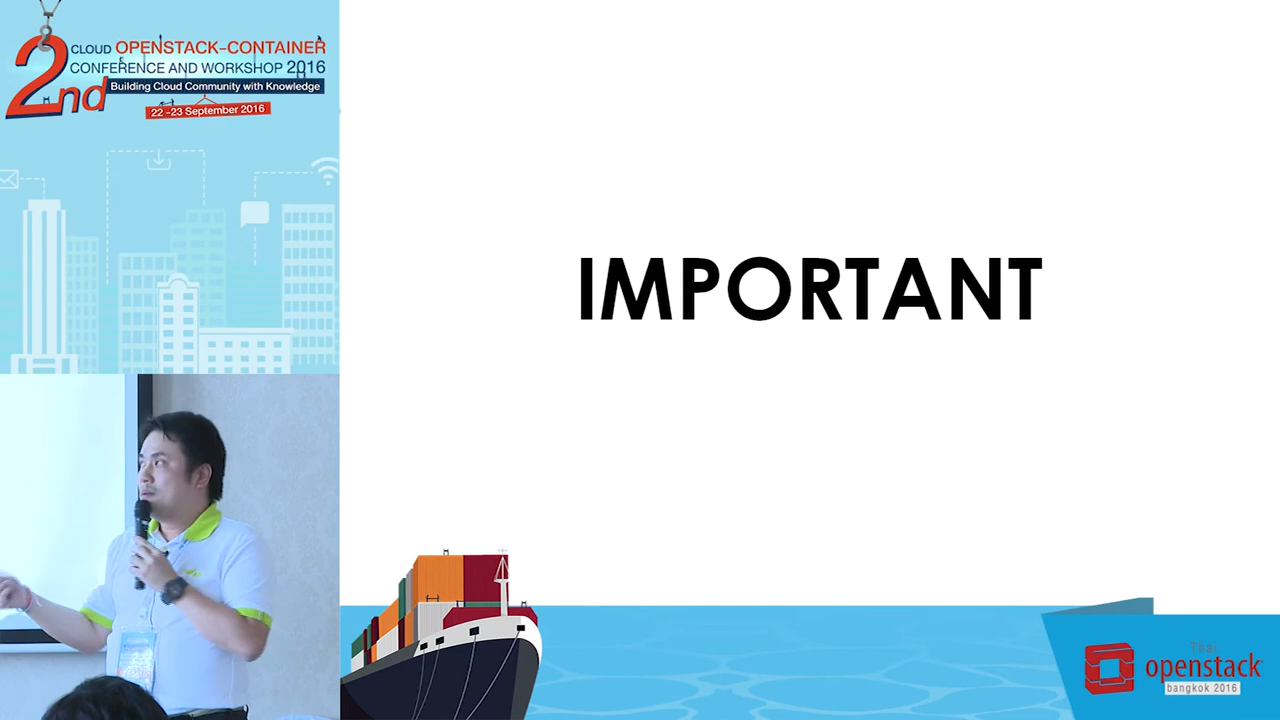 2nd
CLOUD OPENSTACK-CONTAINER
CONFERENCE AND WORKSHOP 2016
Building Cloud Community with Knowledge
22 -23 September 2016
IMPORTANT
Thai
openstack
bangkok 2016